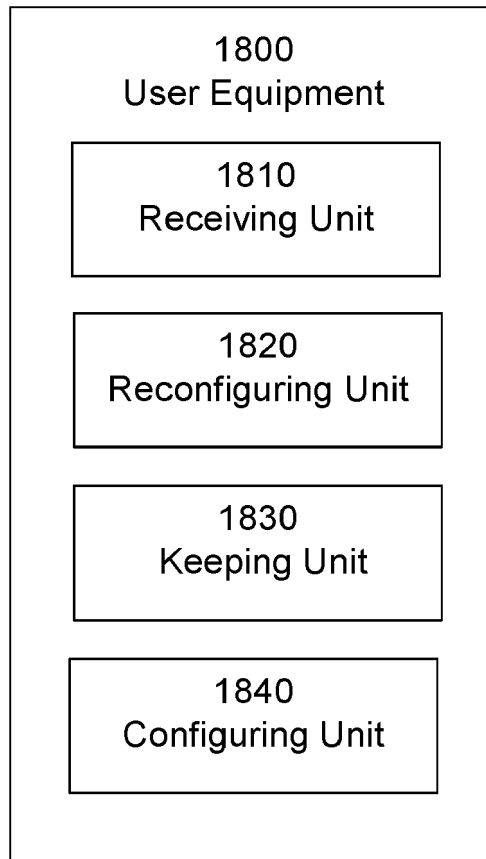 1800
User Equipment
1810
Receiving Unit
1820
Reconfiguring Unit
1830
Keeping Unit
1840
Configuring Unit